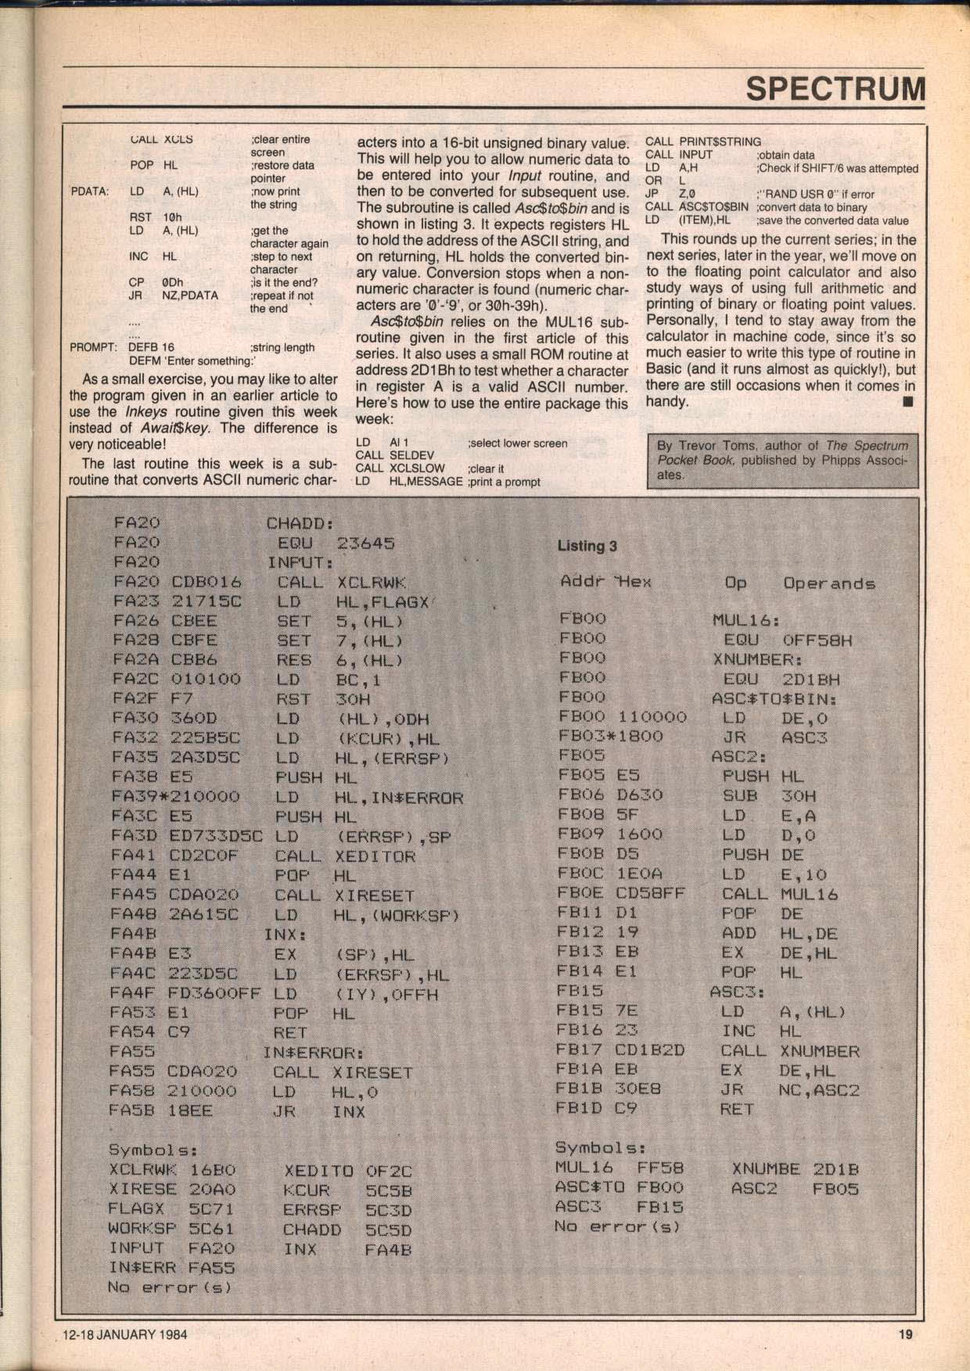 SPECTRUM
CALL XCLS ;clear entire
screen
POP HL ;restore data
pointer
PDATA: LD A, (HL) ;now print
the string
RST 10h
LD A, (HL) ;get the
character again
INC HL ;step to next
character
CP 0Dh ;is it the end?
JR NZ,PDATA ;repeat if not
the end
....
....
PROMPT: DEFB 16 ;string length
DEFM 'Enter something:'
As a small exercise, you may like to alter
the program given in an earlier article to
use the Inkeys routine given this week
instead of Await$key. The difference is
very noticeable!
The last routine this week is a sub-
routine that converts ASCII numeric char-
acters into a 16-bit unsigned binary value.
This will help you to allow numeric data to
be entered into your Input routine, and
then to be converted for subsequent use.
The subroutine is called Asc$to$bin and is
shown in listing 3. It expects registers HL
to hold the address of the ASCII string, and
on returning, HL holds the converted bin-
ary value. Conversion stops when a non-
numeric character is found (numeric char-
acters are '0'-'9', or 30h-39h).
Asc$to$bin relies on the MUL16 sub-
routine given in the first article of this
series. It also uses a small ROM routine at
address 2D1Bh to test whether a character
in register A is a valid ASCII number.
Here's how to use the entire package this
week:
LD AI 1 ;select lower screen
CALL SELDEV
CALL XCLSLOW ;clear it
LD HL,MESSAGE ;print a prompt
CALL PRINT$STRING
CALL INPUT ;obtain data
LD A,H ;Check if SHIFT/6 was attempted
OR L
JP Z,0 ;"RAND USR 0" if error
CALL ASC$TO$BIN ;convert data to binary
LD (ITEM),HL ;save the converted data value
This rounds up the current series; in the
next series, later in the year, we'll move on
to the floating point calculator and also
study ways of using full arithmetic and
printing of binary or floating point values.
Personally, I tend to stay away from the
calculator in machine code, since it's so
much easier to write this type of routine in
Basic (and it runs almost as quickly!), but
there are still occasions when it comes in
handy. ■
By Trevor Toms, author of The Spectrum
Pocket Book, published by Phipps Associ-
ates.
FA20 CHADD:
FA20 EQU 23645
FA20 INPUT:
FA20 CDB016 CALL XCLRWK
FA23 21715C LD HL,FLAGX
FA26 CBEE SET 5,(HL)
FA28 CBFE SET 7,(HL)
FA2A CBB6 RES 6,(HL)
FA2C 010100 LD BC,1
FA2F F7 RST 30H
FA30 360D LD (HL),0DH
FA32 225B5C LD (KCUR),HL
FA35 2A3D5C LD HL,(ERRSP)
FA38 E5 PUSH HL
FA39*210000 LD HL,IN$ERROR
FA3C E5 PUSH HL
FA3D ED733D5C LD (ERRSP),SP
FA41 CD2C0F CALL XEDITOR
FA44 E1 POP HL
FA45 CDA020 CALL XIRESET
FA48 2A615C LD HL,(WORKSP)
FA4B INX:
FA4B E3 EX (SP),HL
FA4C 223D5C LD (ERRSP),HL
FA4F FD3600FF LD (IY),0FFH
FA53 E1 POP HL
FA54 C9 RET
FA55 IN$ERROR:
FA55 CDA020 CALL XIRESET
FA58 210000 LD HL,0
FA5B 18EE JR INX
Symbols:
XCLRWK 16B0 XEDITO 0F2C
XIRESE 20A0 KCUR 5C5B
FLAGX 5C71 ERRSP 5C3D
WORKSP 5C61 CHADD 5C5D
INPUT FA20 INX FA4B
IN$ERR FA55
No error(s)
Listing 3
Addr Hex Op Operands
FB00 MUL16:
FB00 EQU 0FF58H
FB00 XNUMBER:
FB00 EQU 2D1BH
FB00 ASC$TO$BIN:
FB00 110000 LD DE,0
FB03*1800 JR ASC3
FB05 ASC2:
FB05 E5 PUSH HL
FB06 D630 SUB 30H
FB08 5F LD E,A
FB09 1600 LD D,0
FB0B D5 PUSH DE
FB0C 1E0A LD E,10
FB0E CD58FF CALL MUL16
FB11 D1 POP DE
FB12 19 ADD HL,DE
FB13 EB EX DE,HL
FB14 E1 POP HL
FB15 ASC3:
FB15 7E LD A,(HL)
FB16 23 INC HL
FB17 CD1B2D CALL XNUMBER
FB1A EB EX DE,HL
FB1B 30E8 JR NC,ASC2
FB1D C9 RET
Symbols:
MUL16 FF58 XNUMBE 2D1B
ASC$TO FB00 ASC2 FB05
ASC3 FB15
No error(s)
12-18 JANUARY 1984 19